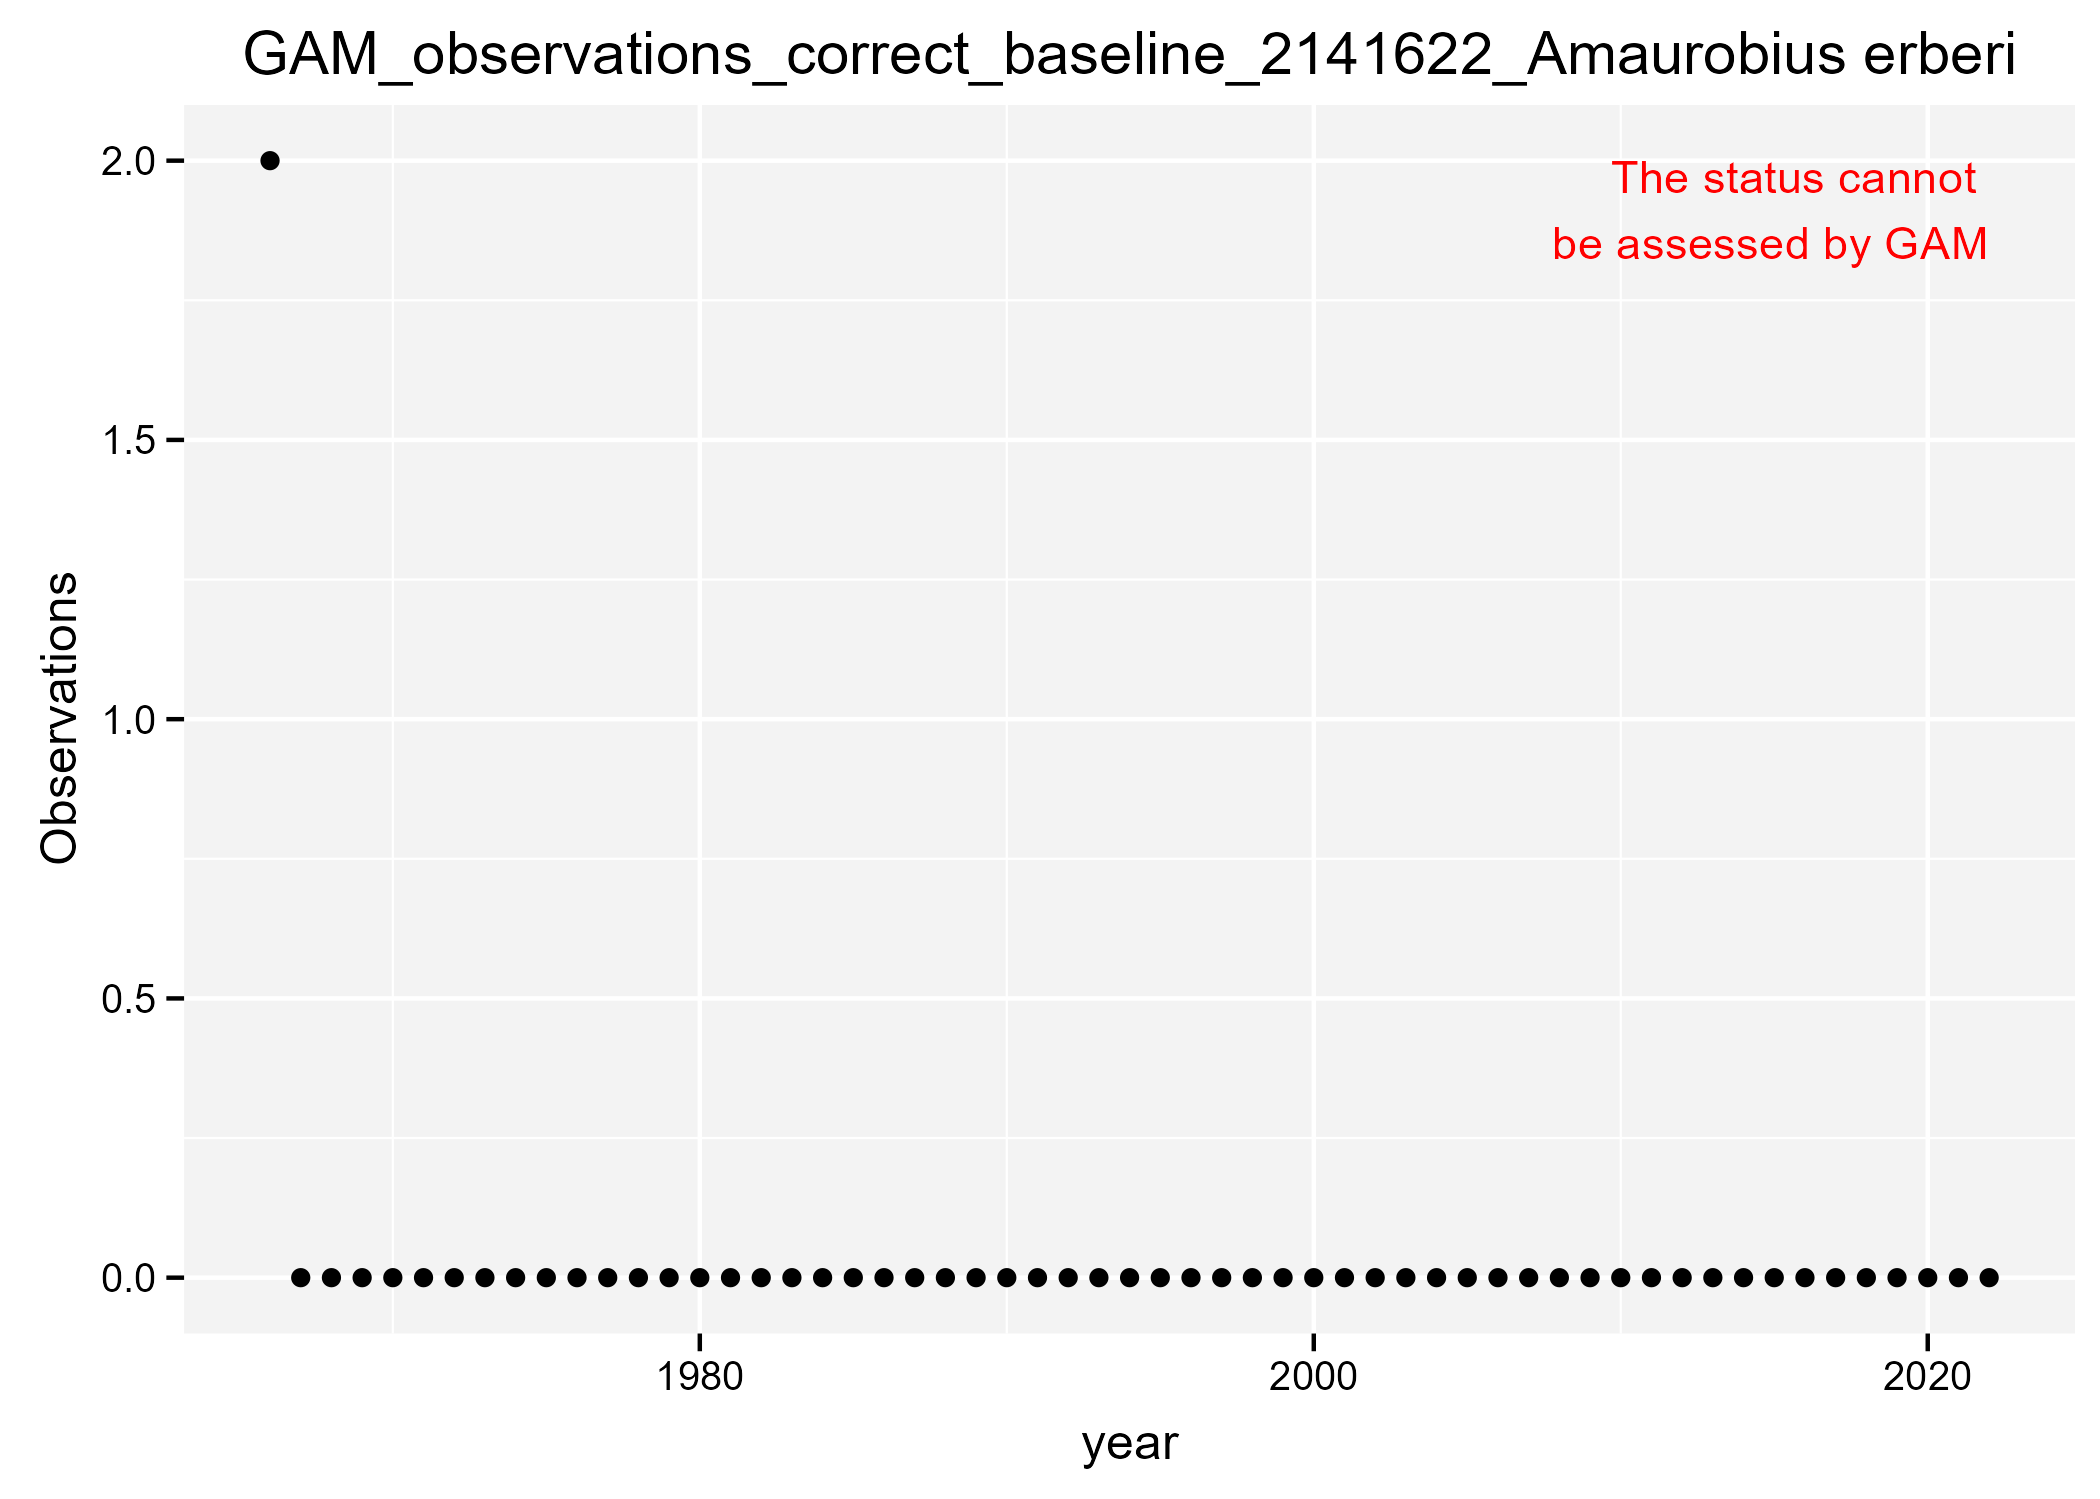 GAM_observations_correct_baseline_2141622_Amaurobius erberi
The status cannot
be assessed by GAM
2.0
1.5
1.0
0.5
0.0
Observations
1980
2000
2020
year